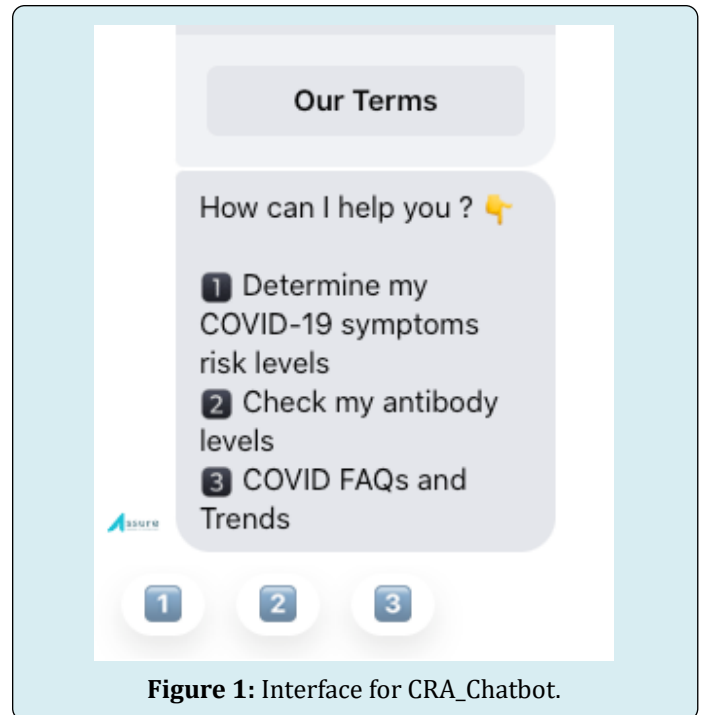 Our Terms
How can I help you ? 👇
1 Determine my
COVID-19 symptoms
risk levels
2 Check my antibody
levels
3 COVID FAQs and
Trends
Assure
1 2 3
Figure 1: Interface for CRA_Chatbot.